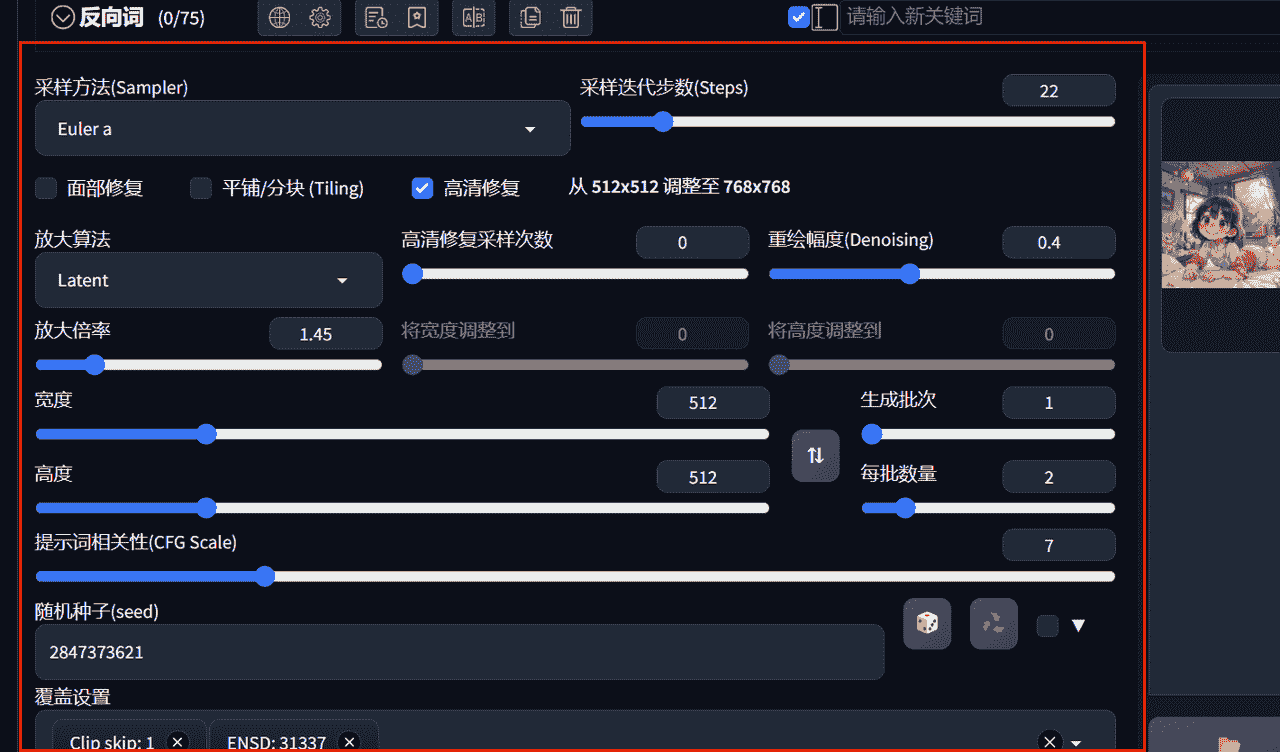 反向词 (0/75)
请输入新关键词
采样方法(Sampler)
采样迭代步数(Steps)
22
Euler a
面部修复
平铺/分块 (Tiling)
高清修复
从 512x512 调整至 768x768
放大算法
高清修复采样次数
0
重绘幅度(Denoising)
0.4
Latent
放大倍率
1.45
将宽度调整到
0
将高度调整到
0
宽度
512
生成批次
1
高度
512
每批数量
2
提示词相关性(CFG Scale)
7
随机种子(seed)
2847373621
覆盖设置
Clip skip: 1
ENSD: 31337